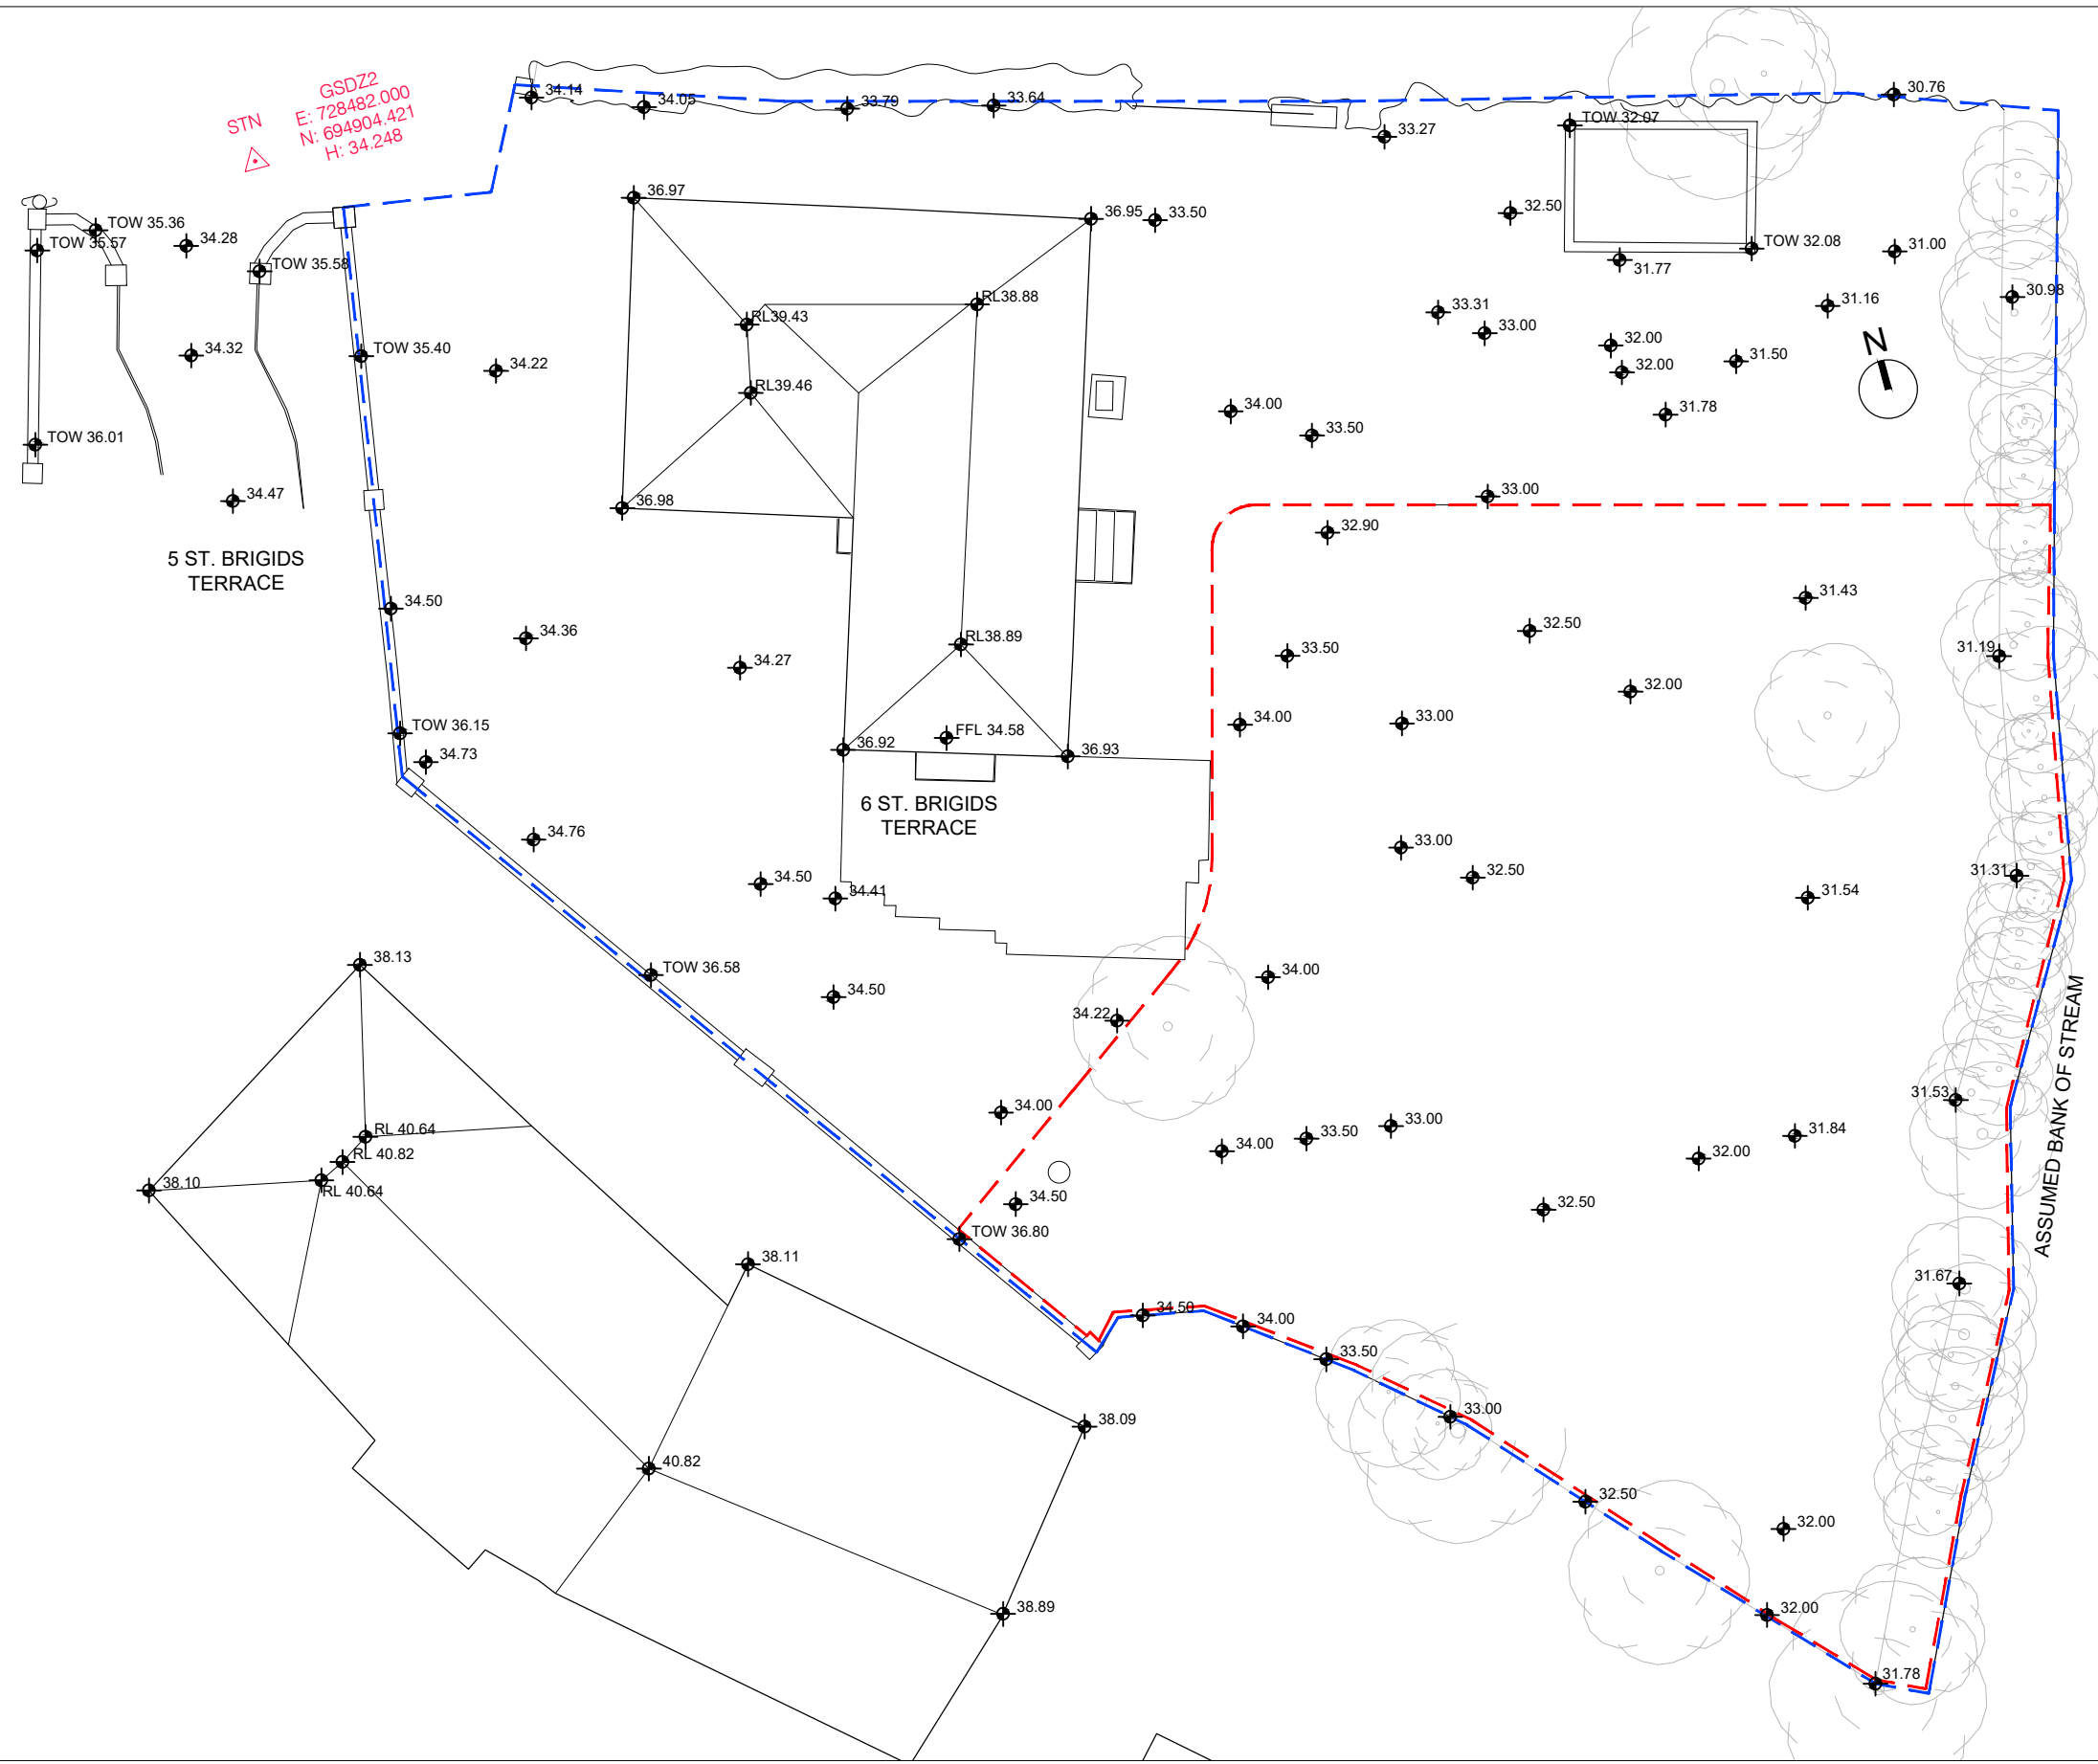 GSDZ2
E: 728482.000
N: 694904.421
H: 34.248
STN
34.14
34.05
33.79
33.64
33.27
30.76
TOW 32.07
TOW 35.36
TOW 35.57
34.28
TOW 35.58
36.97
36.95
33.50
32.50
TOW 32.08
31.00
31.77
RL38.88
RL39.43
33.31
33.00
31.16
30.98
N
34.32
TOW 35.40
34.22
RL39.46
32.00
32.00
31.50
34.00
33.50
31.78
TOW 36.01
34.47
36.98
33.00
32.90
5 ST. BRIGIDS
TERRACE
34.50
34.36
34.27
RL38.89
33.50
32.50
31.43
31.19
32.00
TOW 36.15
34.73
36.92
FFL 34.58
36.93
34.00
33.00
6 ST. BRIGIDS
TERRACE
34.76
34.50
34.41
33.00
32.50
31.31
31.54
38.13
TOW 36.58
34.50
34.00
34.22
ASSUMED BANK OF STREAM
34.00
31.53
RL 40.64
RL 40.82
RL 40.64
38.10
34.00
33.50
33.00
32.00
31.84
34.50
32.50
TOW 36.80
38.11
31.67
34.50
34.00
33.50
33.00
38.09
40.82
32.50
32.00
38.89
32.00
31.78